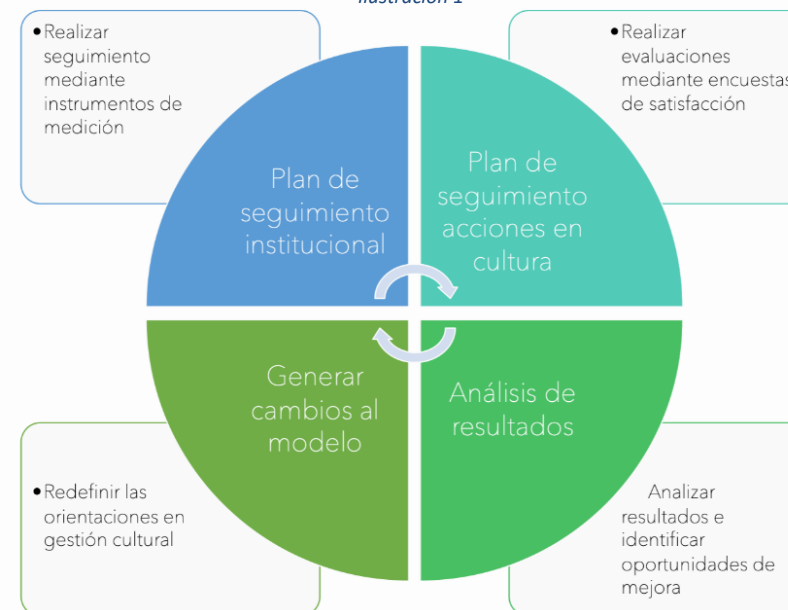 Ilustración 1
•Realizar
seguimiento
mediante
instrumentos de
medición
•Realizar
evaluaciones
mediante encuestas
de satisfacción
Plan de
seguimiento
institucional
Plan de
seguimiento
acciones en
cultura
Generar
cambios al
modelo
Análisis de
resultados
•Redefinir las
orientaciones en
gestión cultural
Analizar
resultados e
identificar
oportunidades de
mejora